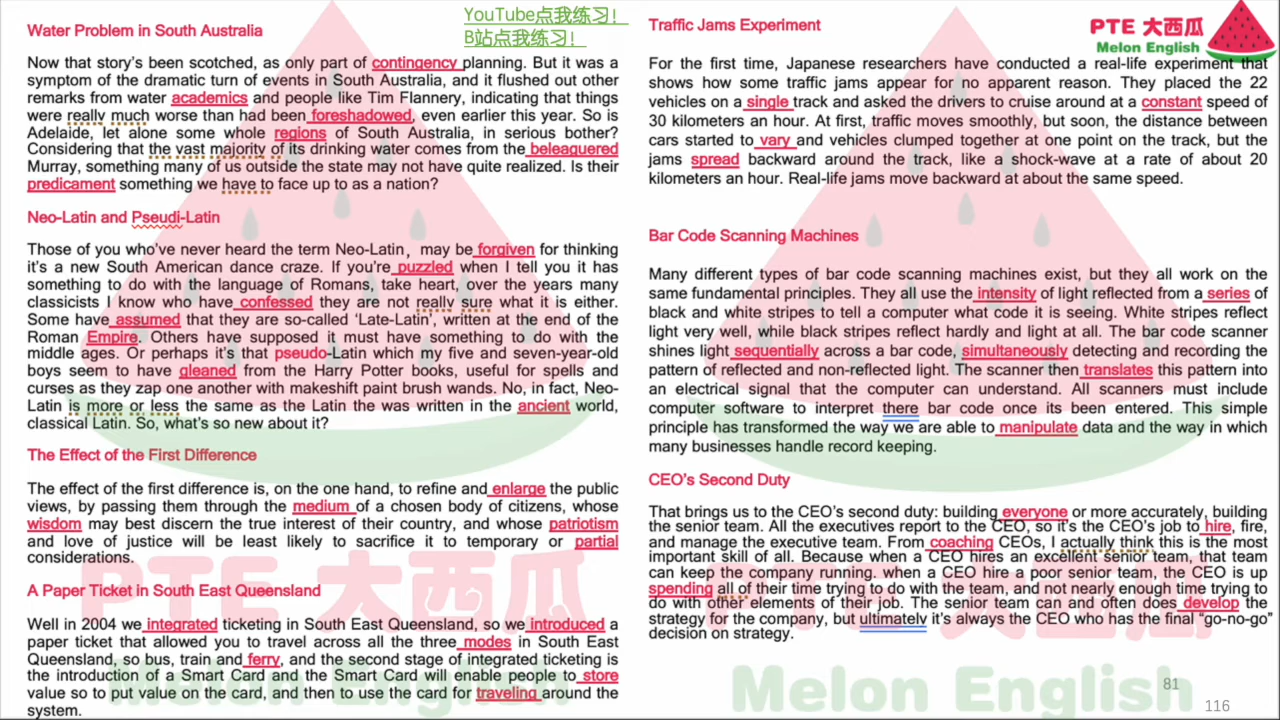 YouTube点我练习！
B站点我练习！
Water Problem in South Australia
Now that story's been scotched, as only part of contingency planning. But it was a
symptom of the dramatic turn of events in South Australia, and it flushed out other
remarks from water academics and people like Tim Flannery, indicating that things
were really much worse than had been foreshadowed, even earlier this year. So is
Adelaide, let alone some whole regions of South Australia, in serious bother?
Considering that the vast majority of its drinking water comes from the beleaguered
Murray, something many of us outside the state may not have quite realized. Is their
predicament something we have to face up to as a nation?
Neo-Latin and Pseudi-Latin
Those of you who've never heard the term Neo-Latin, may be forgiven for thinking
it's a new South American dance craze. If you're puzzled when I tell you it has
something to do with the language of Romans, take heart, over the years many
classicists I know who have confessed they are not really sure what it is either.
Some have assumed that they are so-called 'Late-Latin', written at the end of the
Roman Empire. Others have supposed it must have something to do with the
middle ages. Or perhaps it's that pseudo-Latin which my five and seven-year-old
boys seem to have gleaned from the Harry Potter books, useful for spells and
curses as they zap one another with makeshift paint brush wands. No, in fact, Neo-
Latin is more or less the same as the Latin the was written in the ancient world,
classical Latin. So, what's so new about it?
The Effect of the First Difference
The effect of the first difference is, on the one hand, to refine and enlarge the public
views, by passing them through the medium of a chosen body of citizens, whose
wisdom may best discern the true interest of their country, and whose patriotism
and love of justice will be least likely to sacrifice it to temporary or partial
considerations.
A Paper Ticket in South East Queensland
Well in 2004 we integrated ticketing in South East Queensland, so we introduced a
paper ticket that allowed you to travel across all the three modes in South East
Queensland, so bus, train and ferry, and the second stage of integrated ticketing is
the introduction of a Smart Card and the Smart Card will enable people to store
value so to put value on the card, and then to use the card for traveling around the
system.
Traffic Jams Experiment
PTE 大西瓜
Melon English
For the first time, Japanese researchers have conducted a real-life experiment that
shows how some traffic jams appear for no apparent reason. They placed the 22
vehicles on a single track and asked the drivers to cruise around at a constant speed of
30 kilometers an hour. At first, traffic moves smoothly, but soon, the distance between
cars started to vary and vehicles clumped together at one point on the track, but the
jams spread backward around the track, like a shock-wave at a rate of about 20
kilometers an hour. Real-life jams move backward at about the same speed.
Bar Code Scanning Machines
Many different types of bar code scanning machines exist, but they all work on the
same fundamental principles. They all use the intensity of light reflected from a series of
black and white stripes to tell a computer what code it is seeing. White stripes reflect
light very well, while black stripes reflect hardly and light at all. The bar code scanner
shines light sequentially across a bar code, simultaneously detecting and recording the
pattern of reflected and non-reflected light. The scanner then translates this pattern into
an electrical signal that the computer can understand. All scanners must include
computer software to interpret there bar code once its been entered. This simple
principle has transformed the way we are able to manipulate data and the way in which
many businesses handle record keeping.
CEO's Second Duty
That brings us to the CEO's second duty: building everyone or more accurately, building
the senior team. All the executives report to the CEO, so it's the CEO's job to hire, fire,
and manage the executive team. From coaching CEOs, I actually think this is the most
important skill of all. Because when a CEO hires an excellent senior team, that team
can keep the company running. when a CEO hire a poor senior team, the CEO is up
spending all of their time trying to do with the team, and not nearly enough time trying to
do with other elements of their job. The senior team can and often does develop the
strategy for the company, but ultimately it's always the CEO who has the final "go-no-go"
decision on strategy.
PTE 大西瓜
Melon English
PTE 大西瓜
Melon English
81
116